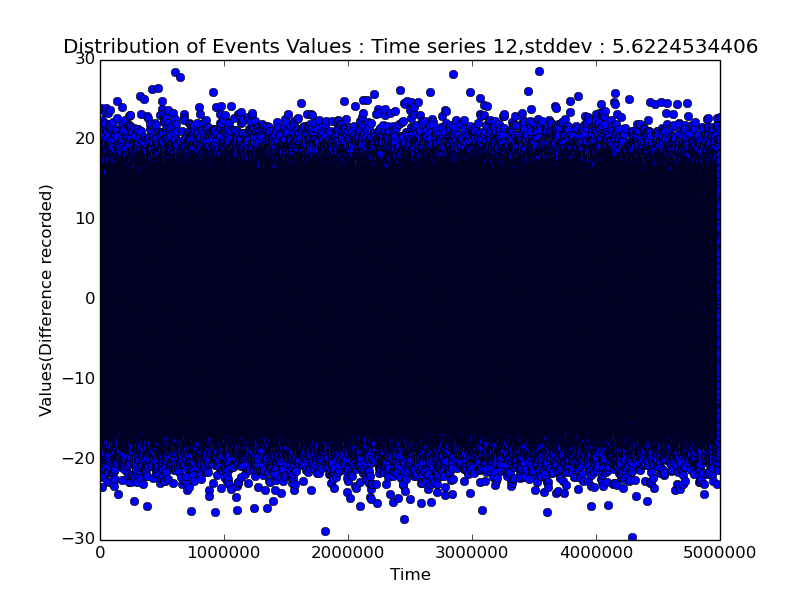 Distribution of Events Values : Time series 12,stddev : 5.6224534406
30
20
10
0
−10
−20
−30
Values(Difference recorded)
0 1000000 2000000 3000000 4000000 5000000
Time